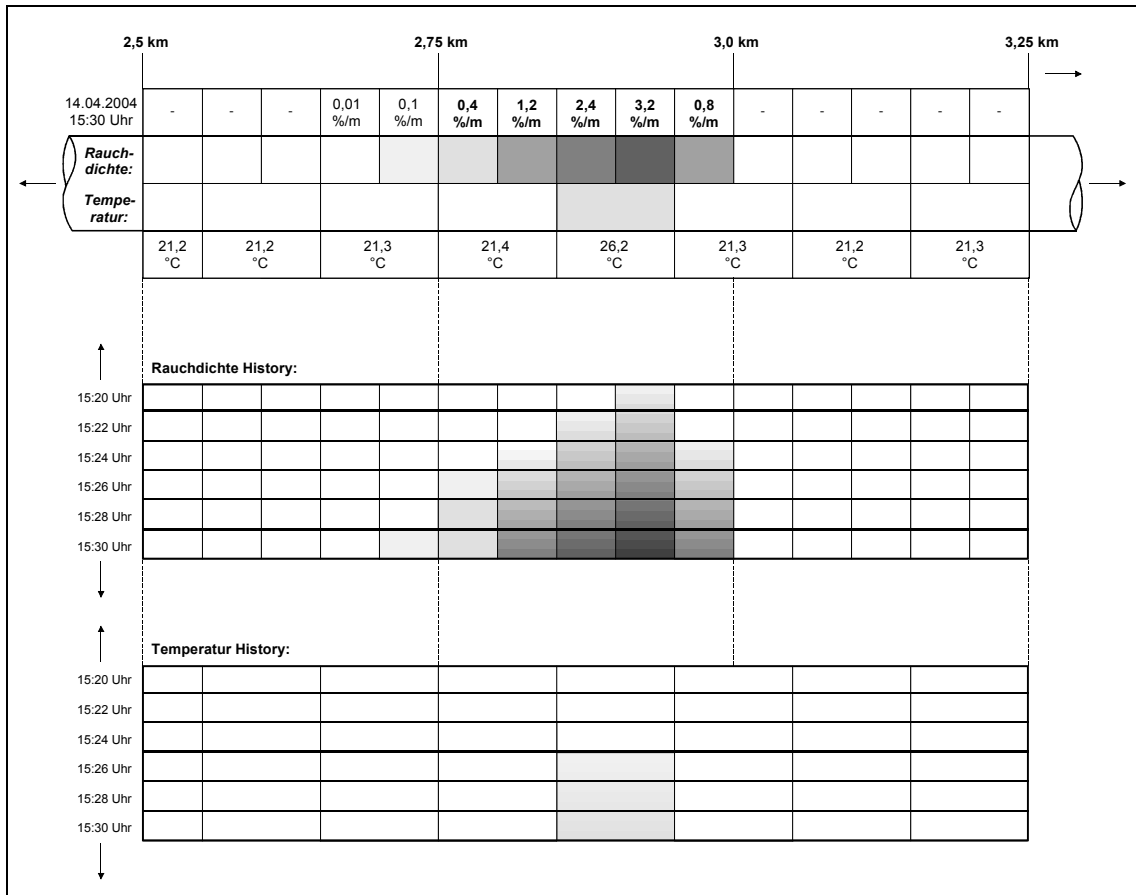 2,5 km 2,75 km 3,0 km 3,25 km
14.04.2004 - - - 0,01 0,1 0,4 1,2 2,4 3,2 0,8 - - - - -
15:30 Uhr %/m %/m %/m %/m %/m %/m %/m
Rauch-
dichte:
Tempe-
ratur:
21,2 21,2 21,3 21,4 26,2 21,3 21,2 21,3
°C °C °C °C °C °C °C °C
Rauchdichte History:
15:20 Uhr
15:22 Uhr
15:24 Uhr
15:26 Uhr
15:28 Uhr
15:30 Uhr
Temperatur History:
15:20 Uhr
15:22 Uhr
15:24 Uhr
15:26 Uhr
15:28 Uhr
15:30 Uhr